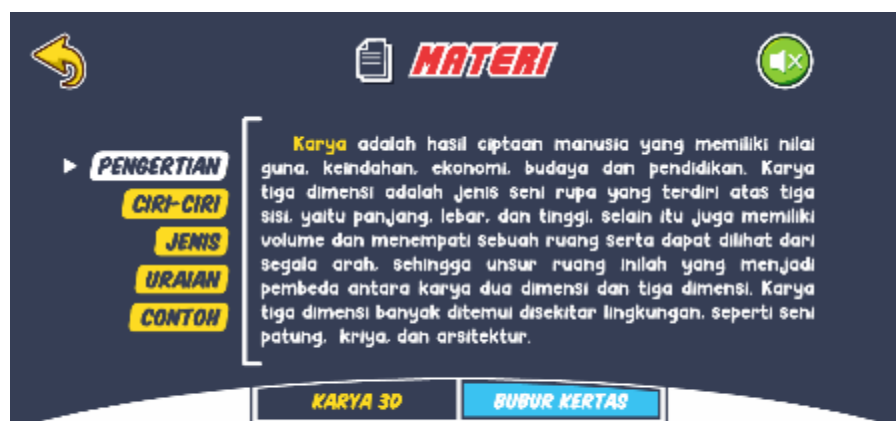 MATERI
PENGERTIAN
CIRI-CIRI
JENIS
URAIAN
CONTOH
Karya adalah hasil ciptaan manusia yang memiliki nilai
guna, keindahan, ekonomi, budaya dan pendidikan. Karya
tiga dimensi adalah jenis seni rupa yang terdiri atas tiga
sisi, yaitu panjang, lebar, dan tinggi, selain itu juga memiliki
volume dan menempati sebuah ruang serta dapat dilihat dari
segala arah, sehingga unsur ruang inilah yang menjadi
pembeda antara karya dua dimensi dan tiga dimensi. Karya
tiga dimensi banyak ditemui disekitar lingkungan, seperti seni
patung, kriya, dan arsitektur.
KARYA 3D
BUBUR KERTAS